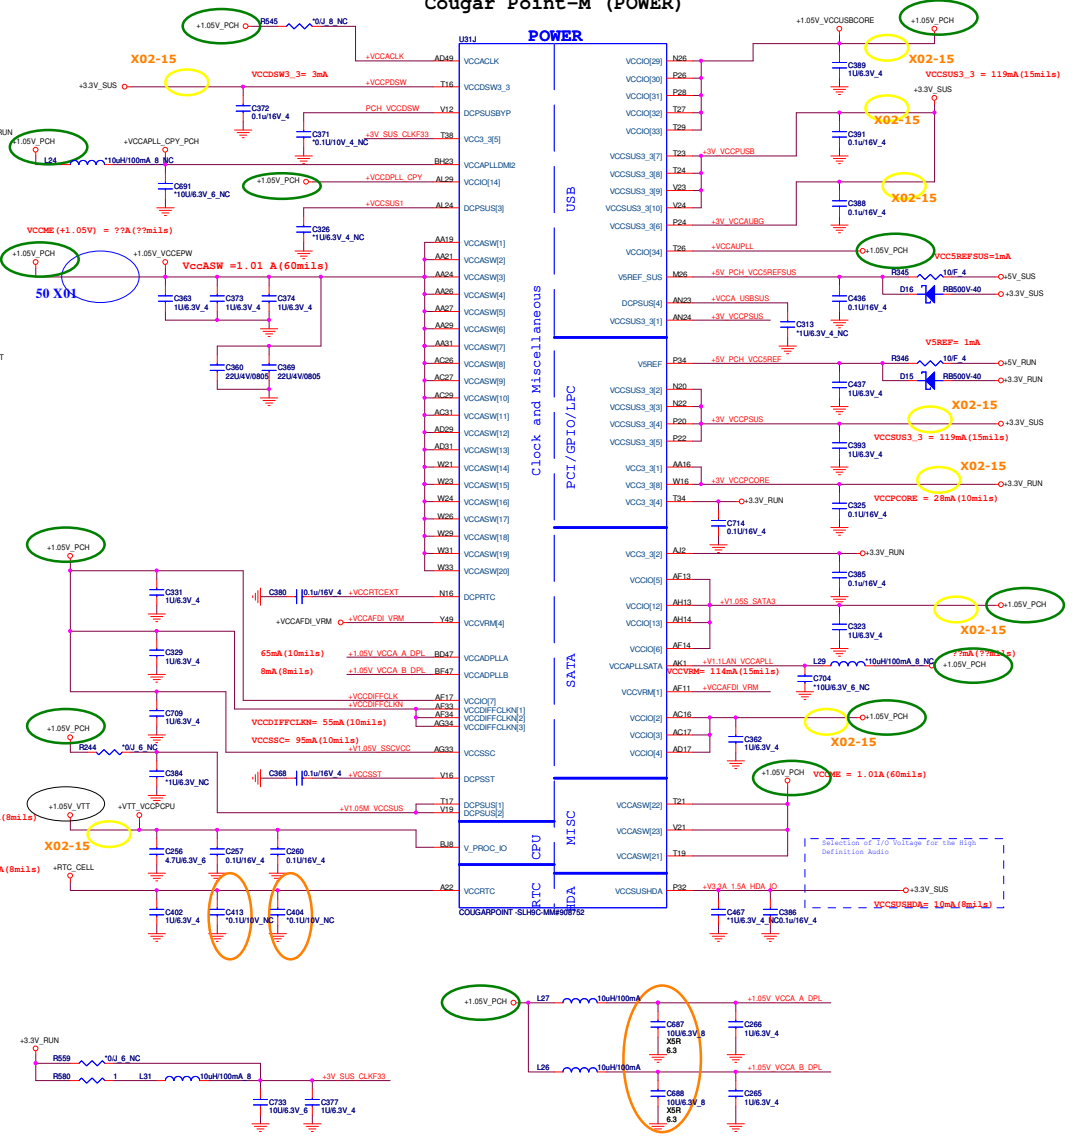 Cougar Point-M (POWER)
POWER
U31J
+1.05V_PCH
R545
*0/J_8_NC
+VCCACLK
AD49
VCCACLK
X02-15
+3.3V_SUS
VCCDSW3_3= 3mA
+VCCPDSW
T16
VCCDSW3_3
C372
0.1u/16V_4
PCH_VCCDSW
V12
DCPSUSBYP
C371
*0.1U/10V_4_NC
+3V_SUS_CLKF33
T38
VCC3_3[5]
RUN
+1.05V_PCH
L24
*10uH/100mA_8_NC
+VCCAPLL_CPY_PCH
BH23
VCCAPLLDMI2
C691
*10U/6.3V_6_NC
+1.05V_PCH
+VCCDPLL_CPY
AL29
VCCIO[14]
+VCCSUS1
AL24
DCPSUS[3]
C326
*1U/6.3V_4_NC
VCCME(+1.05V) = ??A(??mils)
+1.05V_PCH
+1.05V_VCCEPW
VccASW =1.01 A(60mils)
50 X01
C363
1U/6.3V_4
C373
1U/6.3V_4
C374
1U/6.3V_4
C360
22U/4V/0805
C369
22U/4V/0805
AA19
VCCASW[1]
AA21
VCCASW[2]
AA24
VCCASW[3]
AA26
VCCASW[4]
AA27
VCCASW[5]
AA29
VCCASW[6]
AA31
VCCASW[7]
AC26
VCCASW[8]
AC27
VCCASW[9]
AC29
VCCASW[10]
AC31
VCCASW[11]
AD29
VCCASW[12]
AD31
VCCASW[13]
W21
VCCASW[14]
W23
VCCASW[15]
W24
VCCASW[16]
W26
VCCASW[17]
W29
VCCASW[18]
W31
VCCASW[19]
W33
VCCASW[20]
T
+1.05V_PCH
C331
1U/6.3V_4
C380
0.1u/16V_4
+VCCRTCEXT
N16
DCPRTC
+VCCAFDI_VRM
+VCCAFDI_VRM
Y49
VCCVRM[4]
C329
1U/6.3V_4
65mA(10mils)
+1.05V_VCCA_A_DPL
BD47
VCCADPLLA
8mA(8mils)
+1.05V_VCCA_B_DPL
BF47
VCCADPLLB
C709
1U/6.3V_4
+VCCDIFFCLK
AF17
VCCIO[7]
+VCCDIFFCLKN
AF33
VCCDIFFCLKN[1]
AF34
VCCDIFFCLKN[2]
AG34
VCCDIFFCLKN[3]
VCCDIFFCLKN= 55mA(10mils)
+1.05V_PCH
R244
*0/J_6_NC
VCCSSC= 95mA(10mils)
+V1.05V_SSCVCC
AG33
VCCSSC
C384
*1U/6.3V_NC
C368
0.1u/16V_4
+VCCSST
V16
DCPSST
+V1.05M_VCCSUS
T17
DCPSUS[1]
V19
DCPSUS[2]
+1.05V_VTT
+VTT_VCCPCPU
(8mils)
X02-15
BJ8
V_PROC_IO
C256
4.7U/6.3V_6
C257
0.1U/16V_4
C260
0.1U/16V_4
A(8mils)
+RTC_CELL
A22
VCCRTC
C402
1U/6.3V_4
C413
*0.1U/10V_NC
C404
*0.1U/10V_NC
COUGARPOINT -SLH9C-MM#908752
Clock and Miscellaneous
USB
PCI/GPIO/LPC
SATA
MISC
CPU
RTC
HDA
+1.05V_VCCUSBCORE
+1.05V_PCH
X02-15
VCCIO[29]
N26
VCCIO[30]
P26
VCCIO[31]
P28
VCCIO[32]
T27
VCCIO[33]
T29
C389
1U/6.3V_4
VCCSUS3_3 = 119mA(15mils)
+3.3V_SUS
X02-15
VCCSUS3_3[7]
T23
+3V_VCCPUSB
VCCSUS3_3[8]
T24
VCCSUS3_3[9]
V23
VCCSUS3_3[10]
V24
VCCSUS3_3[6]
P24
+3V_VCCAUBG
C391
0.1u/16V_4
X02-15
C388
0.1u/16V_4
VCCIO[34]
T26
+VCCAUPLL
+1.05V_PCH
VCC5REFSUS=1mA
V5REF_SUS
M26
+5V_PCH_VCC5REFSUS
R345
10/F_4
+5V_SUS
D16
RB500V-40
+3.3V_SUS
C436
0.1U/16V_4
DCPSUS[4]
AN23
+VCCA_USBSUS
VCCSUS3_3[1]
AN24
+3V_VCCPSUS
C313
*1U/6.3V_4_NC
V5REF= 1mA
V5REF
P34
+5V_PCH_VCC5REF
R346
10/F_4
+5V_RUN
D15
RB500V-40
+3.3V_RUN
C437
1U/6.3V_4
X02-15
VCCSUS3_3[2]
N20
VCCSUS3_3[3]
N22
VCCSUS3_3[4]
P20
+3V_VCCPSUS
+3.3V_SUS
VCCSUS3_3[5]
P22
VCCSUS3_3 = 119mA(15mils)
C393
1U/6.3V_4
X02-15
VCC3_3[1]
AA16
VCC3_3[8]
W16
+3V_VCCPCORE
+3.3V_RUN
VCCPCORE = 28mA(10mils)
VCC3_3[4]
T34
+3.3V_RUN
C325
0.1U/16V_4
C714
0.1U/16V_4
VCC3_3[2]
AJ2
+3.3V_RUN
C385
0.1u/16V_4
VCCIO[5]
AF13
VCCIO[12]
AH13
+V1.05S_SATA3
+1.05V_PCH
VCCIO[13]
AH14
VCCIO[6]
AF14
C323
1U/6.3V_4
X02-15
??mA(??mils)
VCCAPLLSATA
AK1
+V1.1LAN_VCCAPLL
L29
*10uH/100mA_8_NC
+1.05V_PCH
VCCVRM= 114mA(15mils)
C704
*10U/6.3V_6_NC
VCCVRM[1]
AF11
+VCCAFDI_VRM
VCCIO[2]
AC16
+1.05V_PCH
VCCIO[3]
AC17
VCCIO[4]
AD17
C362
1U/6.3V_4
X02-15
+1.05V_PCH
VCCME = 1.01A(60mils)
VCCASW[22]
T21
VCCASW[23]
V21
VCCASW[21]
T19
Selection of I/O Voltage for the High
Definition Audio
VCCSUSHDA
P32
+V3.3A_1.5A_HDA_IO
+3.3V_SUS
VCCSUSHDA= 10mA(8mils)
C467
*1U/6.3V_4_NC
C386
0.1u/16V_4
+1.05V_PCH
L27
10uH/100mA
+1.05V_VCCA_A_DPL
C687
10U/6.3V_8
X5R
6.3
C266
1U/6.3V_4
L26
10uH/100mA
+1.05V_VCCA_B_DPL
C688
10U/6.3V_8
X5R
6.3
C265
1U/6.3V_4
+3.3V_RUN
R559
*0/J_6_NC
R580
1
L31
10uH/100mA_8
+3V_SUS_CLKF33
C733
10U/6.3V_6
C377
1U/6.3V_4